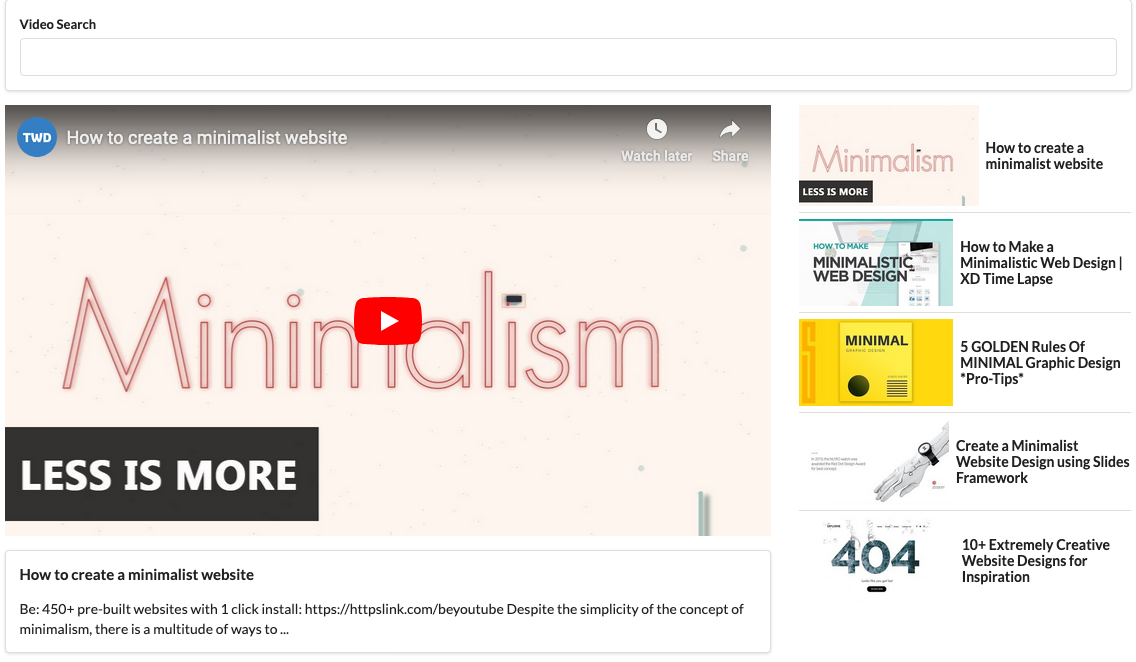 Video Search
TWD
How to create a minimalist website
Watch later
Share
Minimalism
LESS IS MORE
How to create a minimalist website
Be: 450+ pre-built websites with 1 click install: https://httpslink.com/beyoutube Despite the simplicity of the concept of
minimalism, there is a multitude of ways to ...
Minimalism
LESS IS MORE
How to create a
minimalist website
HOW TO MAKE
MINIMALISTIC
WEB DESIGN
How to Make a
Minimalistic Web Design |
XD Time Lapse
MINIMAL
GRAPHIC DESIGN
5 GOLDEN Rules Of
MINIMAL Graphic Design
*Pro-Tips*
Create a Minimalist
Website Design using Slides
Framework
404
10+ Extremely Creative
Website Designs for
Inspiration